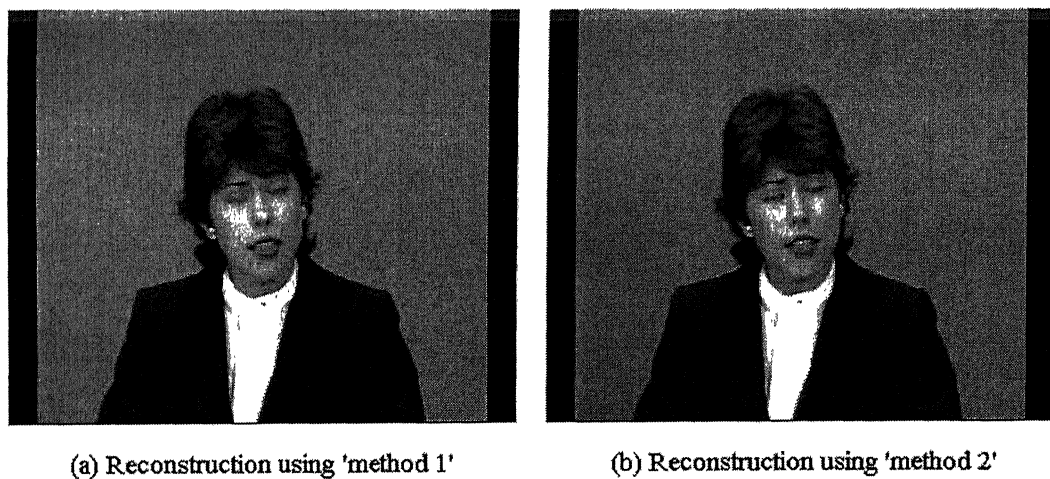 (a) Reconstruction using 'method 1'
(b) Reconstruction using 'method 2'